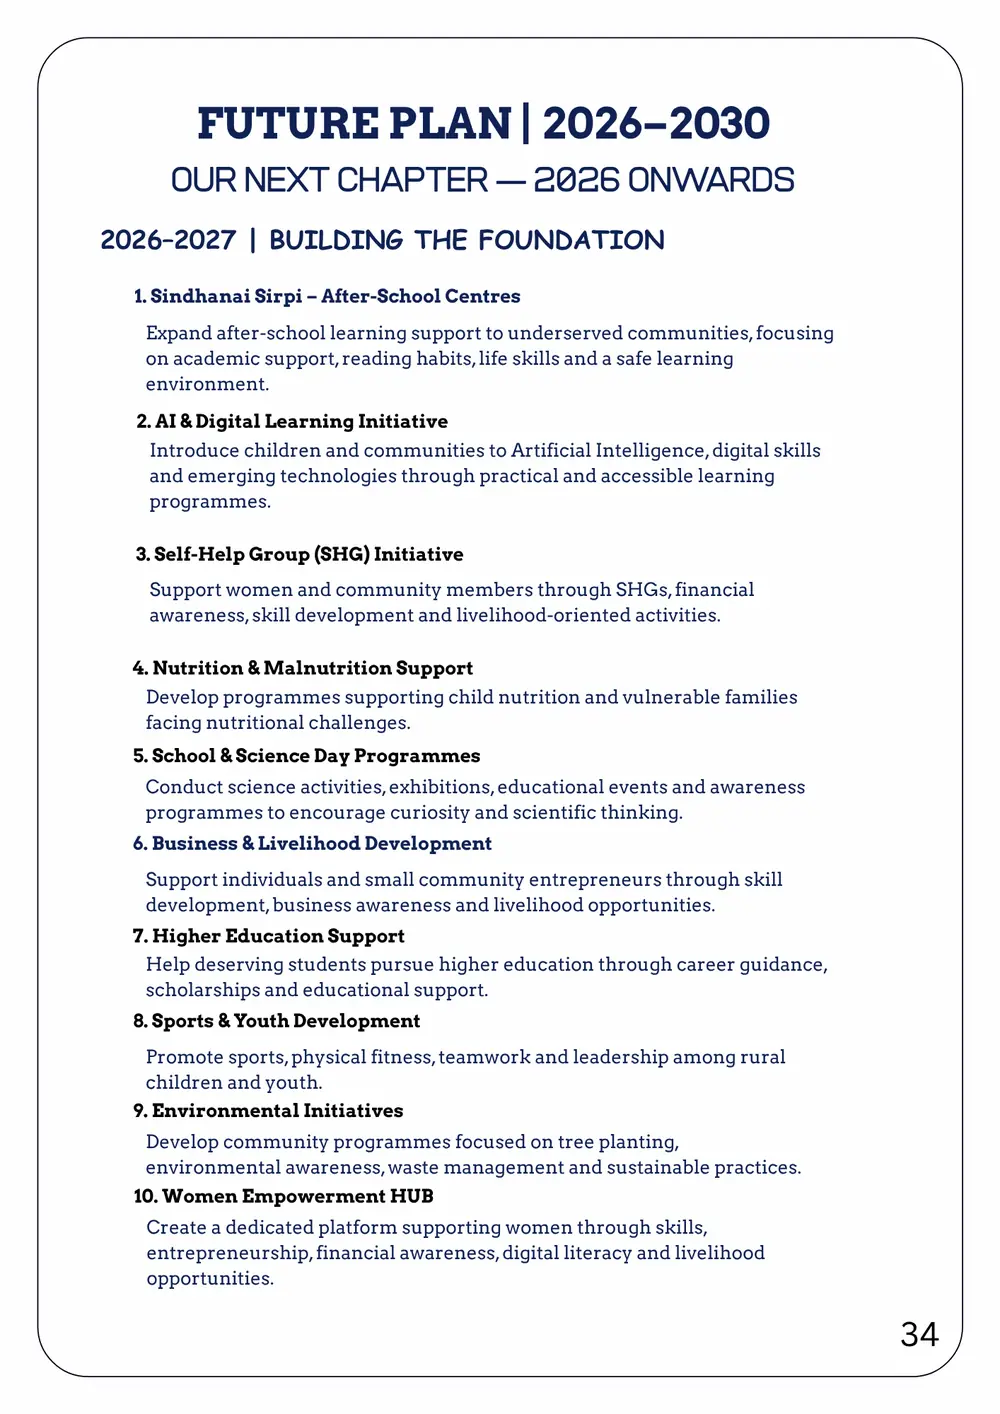 FUTURE PLAN | 2026–2030
OUR NEXT CHAPTER — 2026 ONWARDS
2026–2027 | BUILDING THE FOUNDATION
1. Sindhanai Sirpi – After-School Centres
Expand after-school learning support to underserved communities, focusing
on academic support, reading habits, life skills and a safe learning
environment.
2. AI & Digital Learning Initiative
Introduce children and communities to Artificial Intelligence, digital skills
and emerging technologies through practical and accessible learning
programmes.
3. Self-Help Group (SHG) Initiative
Support women and community members through SHGs, financial
awareness, skill development and livelihood-oriented activities.
4. Nutrition & Malnutrition Support
Develop programmes supporting child nutrition and vulnerable families
facing nutritional challenges.
5. School & Science Day Programmes
Conduct science activities, exhibitions, educational events and awareness
programmes to encourage curiosity and scientific thinking.
6. Business & Livelihood Development
Support individuals and small community entrepreneurs through skill
development, business awareness and livelihood opportunities.
7. Higher Education Support
Help deserving students pursue higher education through career guidance,
scholarships and educational support.
8. Sports & Youth Development
Promote sports, physical fitness, teamwork and leadership among rural
children and youth.
9. Environmental Initiatives
Develop community programmes focused on tree planting,
environmental awareness, waste management and sustainable practices.
10. Women Empowerment HUB
Create a dedicated platform supporting women through skills,
entrepreneurship, financial awareness, digital literacy and livelihood
opportunities.
34